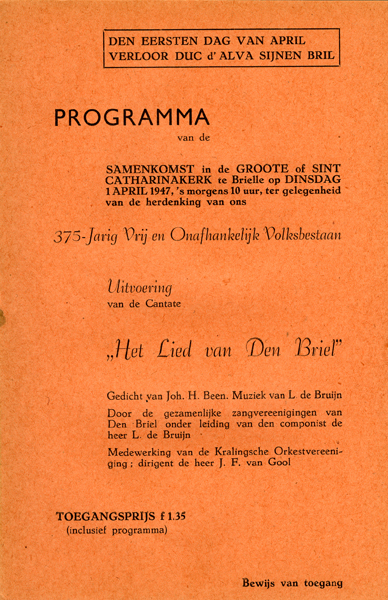 DEN EERSTEN DAG VAN APRIL
VERLOOR DUC d' ALVA SIJNEN BRIL
PROGRAMMA
van de
SAMENKOMST in de GROOTE of SINT
CATHARINAKERK te Brielle op DINSDAG
1 APRIL 1947, 's morgens 10 uur, ter gelegenheid
van de herdenking van ons
375-Jarig Vrij en Onafhankelijk Volksbestaan
Uitvoering
van de Cantate
„Het Lied van Den Briel"
Gedicht van Joh. H. Been. Muziek van L. de Bruijn
Door de gezamenlijke zangvereenigingen van
Den Briel onder leiding van den componist de
heer L. de Bruijn
Medewerking van de Kralingsche Orkestvereeni-
ging; dirigent de heer J. F. van Gool
TOEGANGSPRIJS f 1.35
(inclusief programma)
Bewijs van toegang